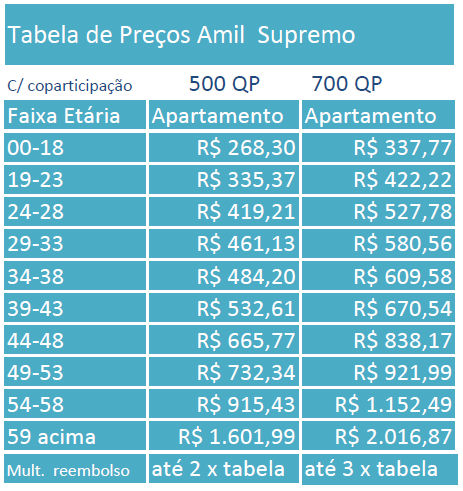 Tabela de Preços Amil Supremo
C/ coparticipação 500 QP 700 QP
Faixa Etária Apartamento Apartamento
00-18 R$ 268,30 R$ 337,77
19-23 R$ 335,37 R$ 422,22
24-28 R$ 419,21 R$ 527,78
29-33 R$ 461,13 R$ 580,56
34-38 R$ 484,20 R$ 609,58
39-43 R$ 532,61 R$ 670,54
44-48 R$ 665,77 R$ 838,17
49-53 R$ 732,34 R$ 921,99
54-58 R$ 915,43 R$ 1.152,49
59 acima R$ 1.601,99 R$ 2.016,87
Mult. reembolso até 2 x tabela até 3 x tabela